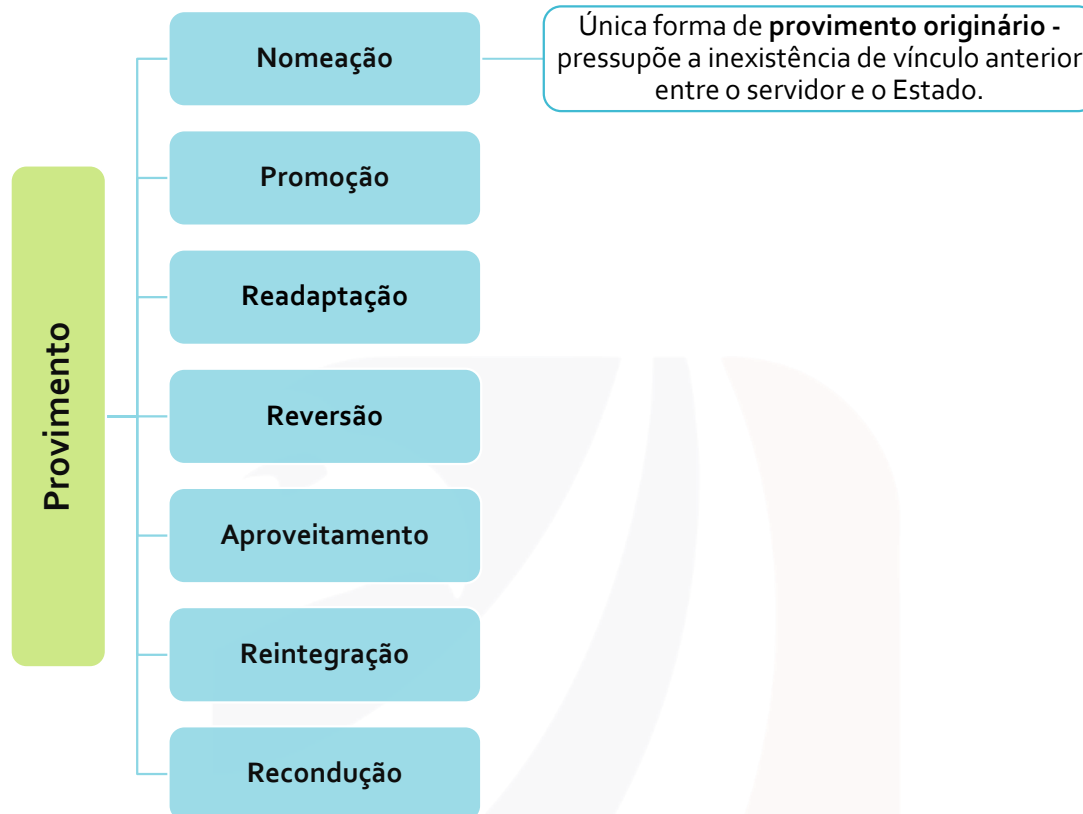 Nomeação
Única forma de provimento originário -
pressupõe a inexistência de vínculo anterior
entre o servidor e o Estado.
Promoção
Readaptação
Reversão
Provimento
Aproveitamento
Reintegração
Recondução